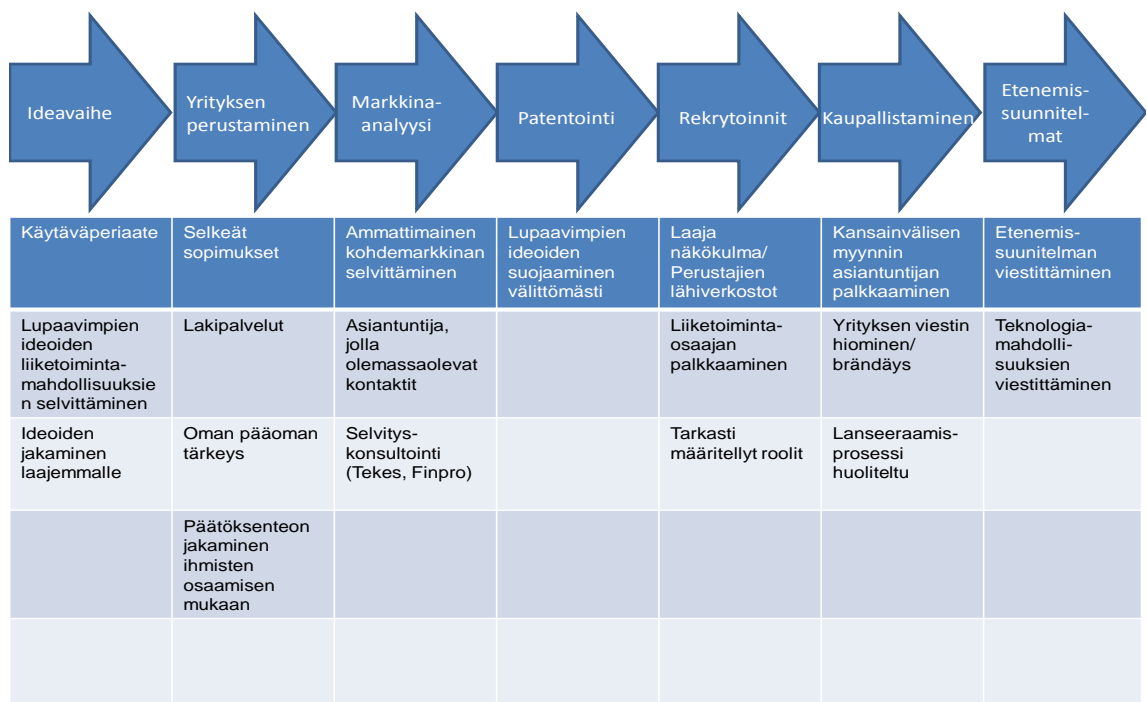 Ideavaihe
Yrityksen
perustaminen
Markkina-
analyysi
Patentointi
Rekrytoinnit
Kaupallistaminen
Etenemis-
suunnitel-
mat
Käytäväperiaate
Selkeät
sopimukset
Ammattimainen
kohdemarkkinan
selvittäminen
Lupaavimpien
ideoiden
suojaaminen
välittömästi
Laaja
näkökulma/
Perustajien
lähiverkostot
Kansainvälisen
myynnin
asiantuntijan
palkkaaminen
Etenemis-
suunitelman
viestittäminen
Lupaavimpien
ideoiden
liiketoiminta-
mahdollisuuksie
n selvittäminen
Lakipalvelut
Asiantuntija,
jolla
olemassaolevat
kontaktit
Liiketoiminta-
osaajan
palkkaaminen
Yrityksen viestin
hiominen/
brändäys
Teknologia-
mahdolli-
suuksien
viestittäminen
Ideoiden
jakaminen
laajemmalle
Oman pääoman
tärkeys
Selvitys-
konsultointi
(Tekes, Finpro)
Tarkasti
määritellyt roolit
Lanseeraamis-
prosessi
huoliteltu
Päätöksenteon
jakaminen
ihmisten
osaamisen
mukaan